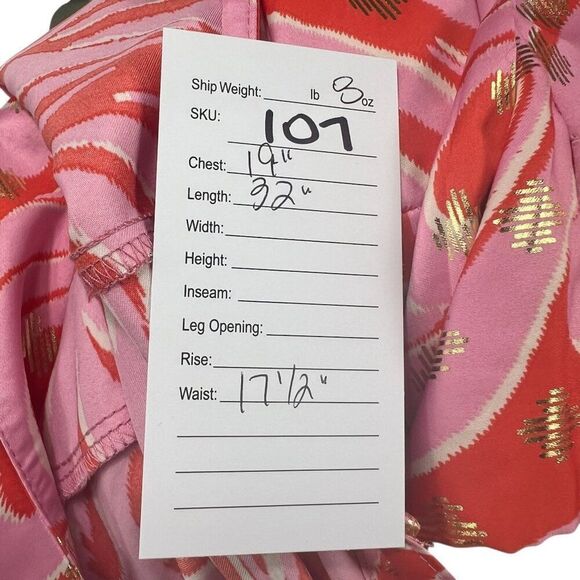 Ship Weight: lb 8 oz
SKU: 107
Chest: 19"
Length: 32"
Width:
Height:
Inseam:
Leg Opening:
Rise:
Waist: 17 1/2"